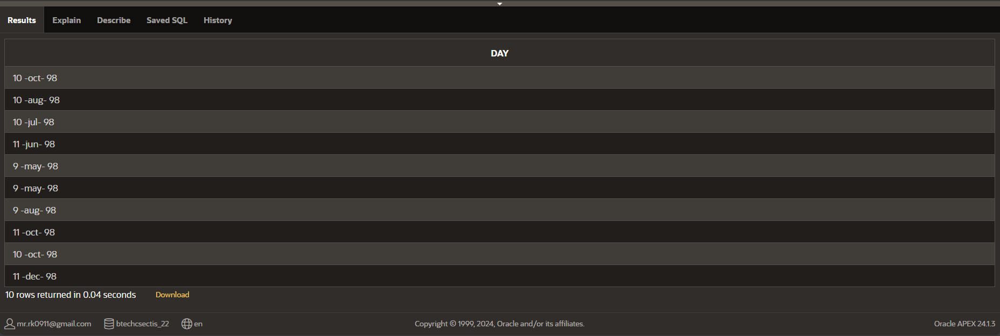 Results Explain Describe Saved SQL History
DAY
10 -oct- 98
10 -aug- 98
10 -jul- 98
11 -jun- 98
9 -may- 98
9 -may- 98
9 -aug- 98
11 -oct- 98
10 -oct- 98
11 -dec- 98
10 rows returned in 0.04 seconds Download
mr.rk0911@gmail.com btechcsectis_22 en Copyright © 1999, 2024, Oracle and/or its affiliates. Oracle APEX 24.1.3